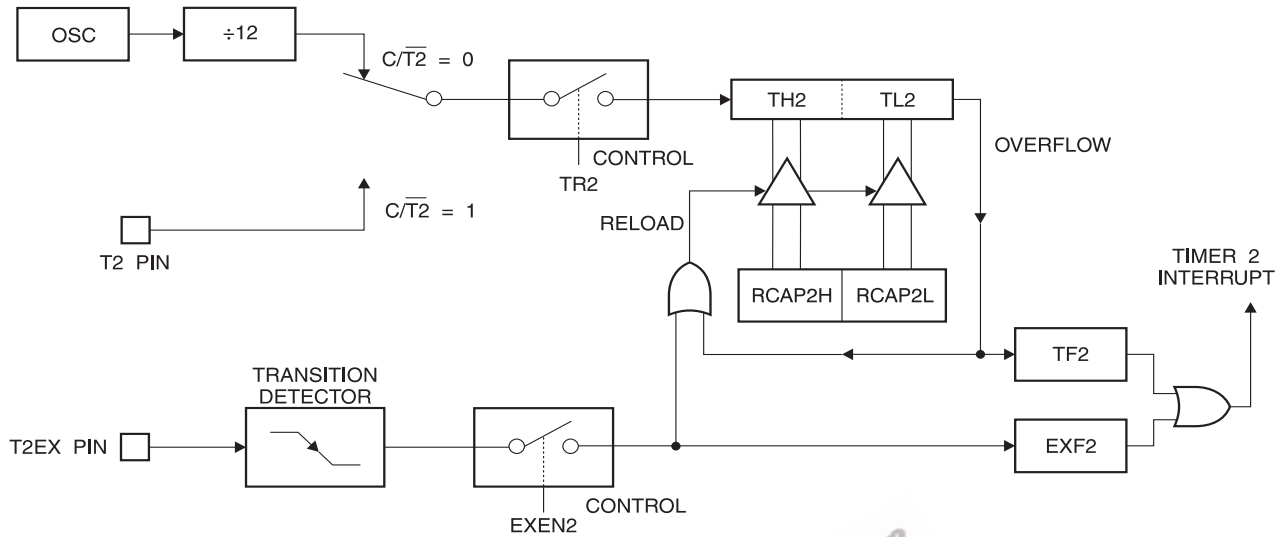 OSC
÷12
C/T2̅ = 0
TH2
TL2
OVERFLOW
CONTROL
TR2
C/T2̅ = 1
RELOAD
T2 PIN
TIMER 2
INTERRUPT
RCAP2H
RCAP2L
TF2
TRANSITION
DETECTOR
T2EX PIN
EXF2
CONTROL
EXEN2